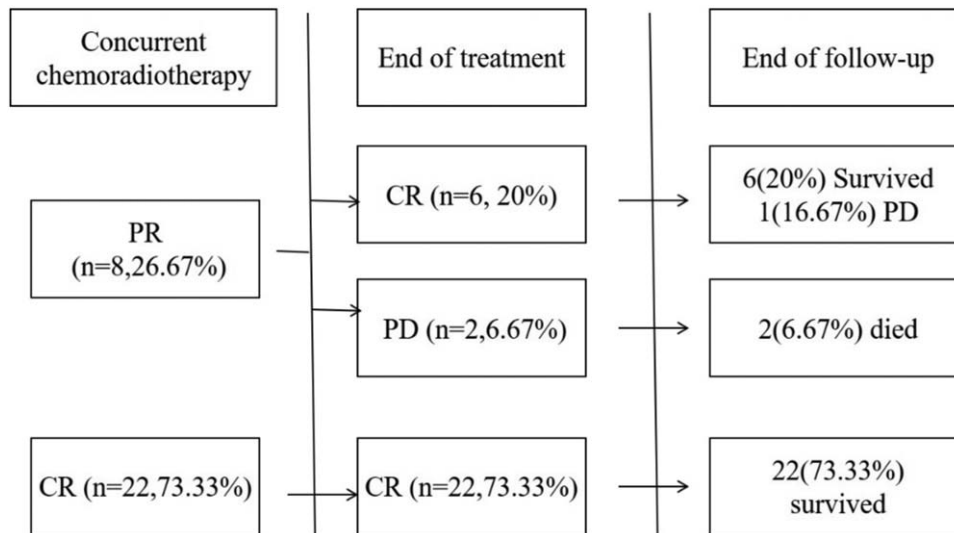 Concurrent
chemoradiotherapy
End of treatment
End of follow-up
PR
(n=8,26.67%)
CR (n=6, 20%)
6(20%) Survived
1(16.67%) PD
PD (n=2,6.67%)
2(6.67%) died
CR (n=22,73.33%)
CR (n=22,73.33%)
22(73.33%)
survived